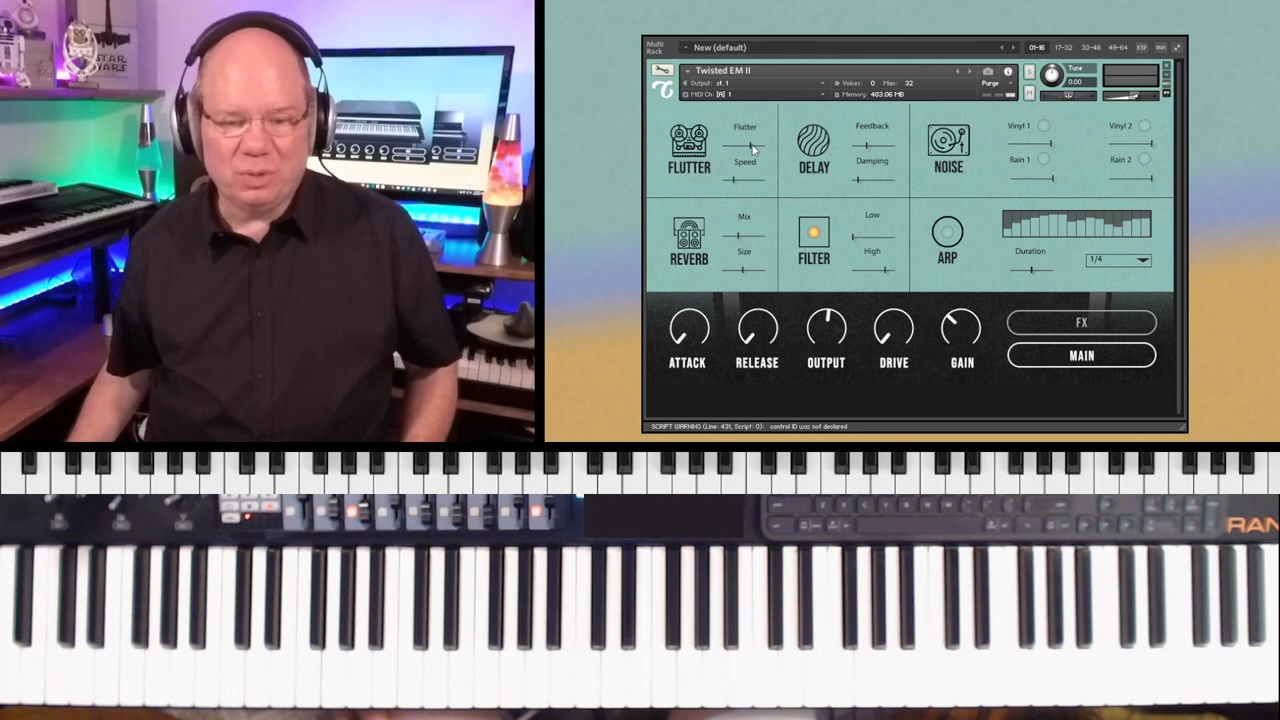 STAR
WARS
Multi
Rack
New (default)
01-16 17-32 33-48 49-64 KSP
Twisted EM II
Output: st.1
Voices: 0 Max: 32
Purge
MIDI Ch: [A] 1
Memory: 483.06 MB
S
M
Tune
0.00
FLUTTER
Flutter
Speed
DELAY
Feedback
Damping
NOISE
Vinyl 1
Vinyl 2
Rain 1
Rain 2
REVERB
Mix
Size
FILTER
Low
High
ARP
Duration
1/4
ATTACK
RELEASE
OUTPUT
DRIVE
GAIN
FX
MAIN
SCRIPT WARNING (Line: 431, Script: 0): control ID was not declared
RAN